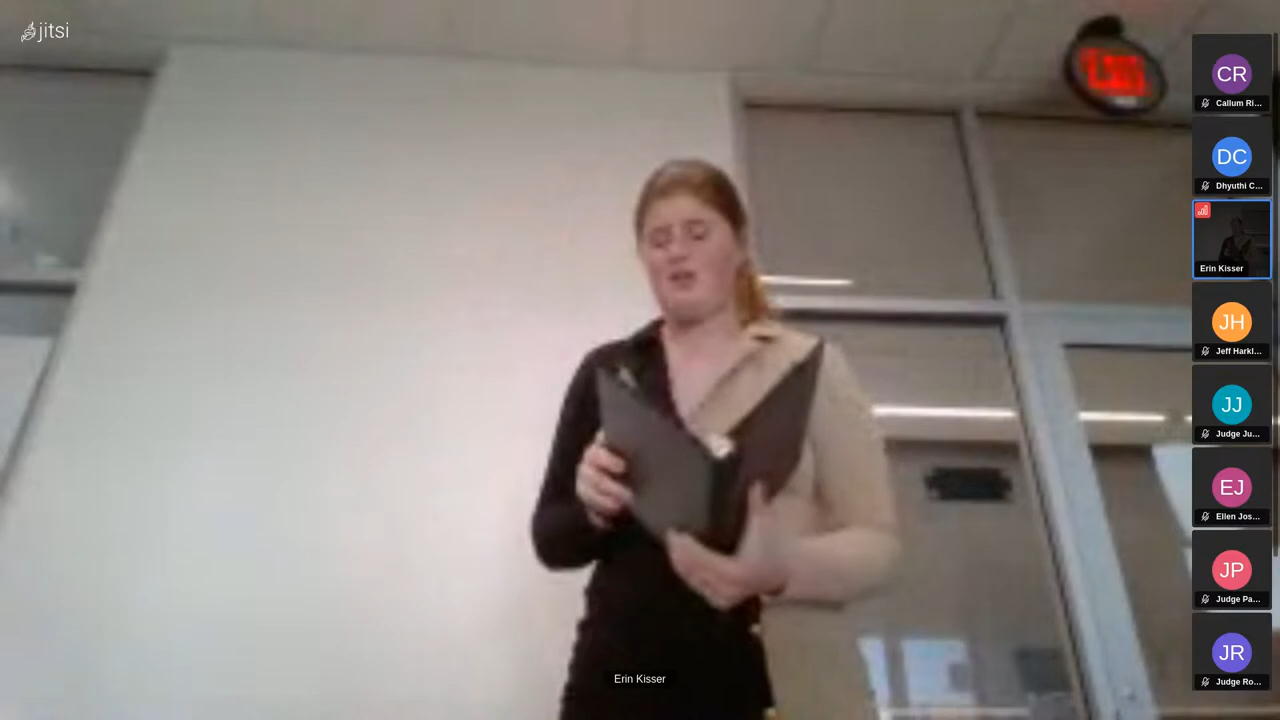 jitsi
EXIT
CR
Callum Ri...
DC
Dhyuthi C...
Erin Kisser
JH
Jeff Harkl...
JJ
Judge Ju...
EJ
Ellen Jos...
JP
Judge Pa...
JR
Judge Ro...
Erin Kisser